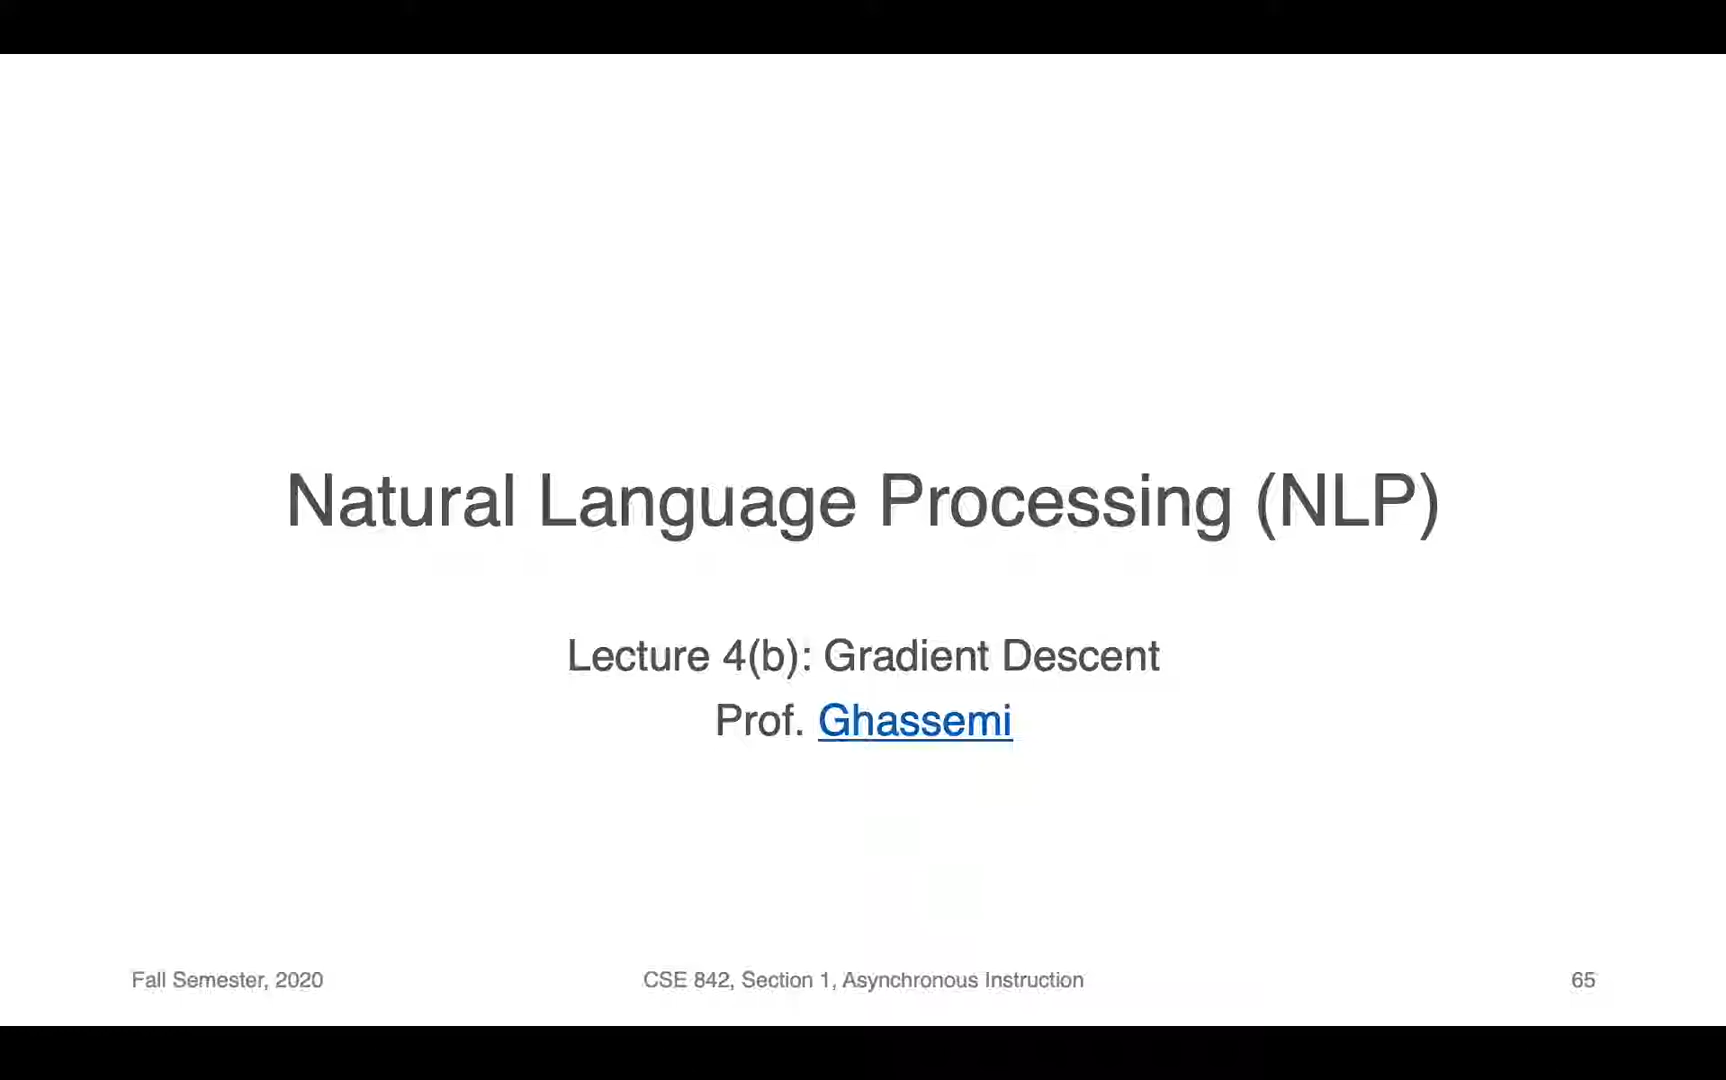 Natural Language Processing (NLP)
Lecture 4(b): Gradient Descent
Prof. Ghassemi
Fall Semester, 2020
CSE 842, Section 1, Asynchronous Instruction
65